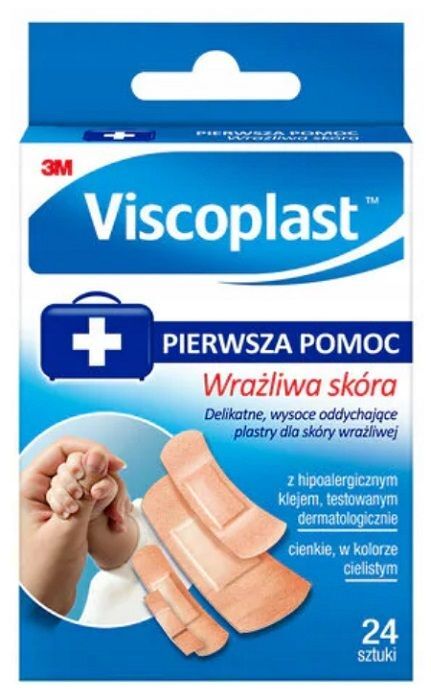 PIERWSZA POMOC
Wrażliwa skóra
3M
Viscoplast™
PIERWSZA POMOC
Wrażliwa skóra
Delikatne, wysoce oddychające
plastry dla skóry wrażliwej
z hipoalergicznym
klejem, testowanym
dermatologicznie
cienkie, w kolorze
cielistym
24
sztuki